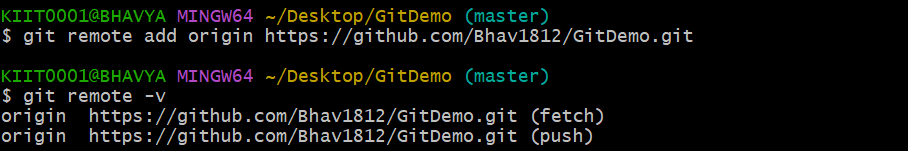 KIIT0001@BHAVYA MINGW64 ~/Desktop/GitDemo (master)
$ git remote add origin https://github.com/Bhav1812/GitDemo.git
KIIT0001@BHAVYA MINGW64 ~/Desktop/GitDemo (master)
$ git remote -v
origin  https://github.com/Bhav1812/GitDemo.git (fetch)
origin  https://github.com/Bhav1812/GitDemo.git (push)